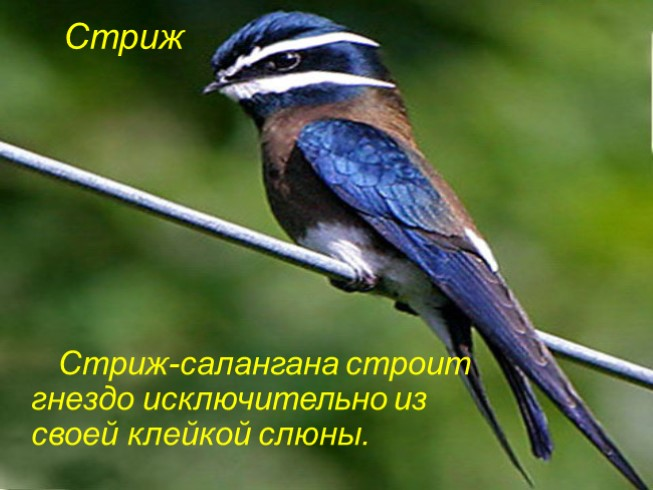 Стриж
Стриж-салангана строит
гнездо исключительно из
своей клейкой слюны.